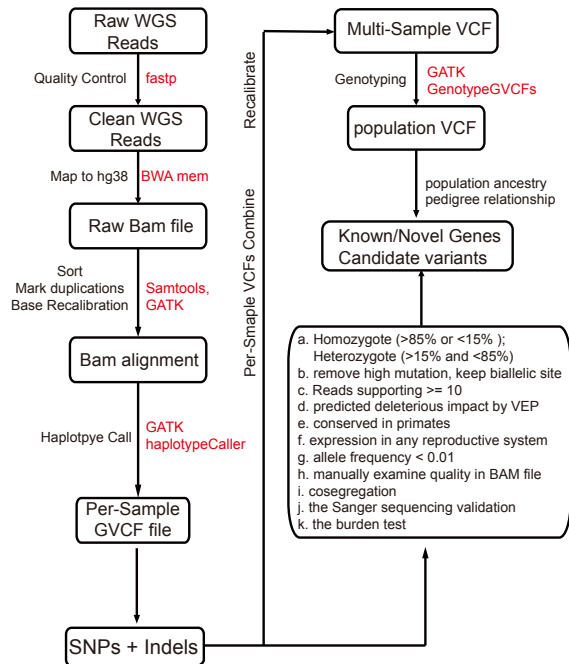 Raw WGS
Reads
Quality Control
fastp
Clean WGS
Reads
Map to hg38
BWA mem
Raw Bam file
Sort
Mark duplications
Base Recalibration
Samtools,
GATK
Bam alignment
Haplotpye Call
GATK
haplotypeCaller
Per-Sample
GVCF file
SNPs + Indels
Per-Smaple VCFs Combine
Recalibrate
Multi-Sample VCF
Genotyping
GATK
GenotypeGVCFs
population VCF
population ancestry
pedigree relationship
Known/Novel Genes
Candidate variants
a. Homozygote (>85% or <15% );
Heterozygote (>15% and <85%)
b. remove high mutation, keep biallelic site
c. Reads supporting >= 10
d. predicted deleterious impact by VEP
e. conserved in primates
f. expression in any reproductive system
g. allele frequency < 0.01
h. manually examine quality in BAM file
i. cosegregation
j. the Sanger sequencing validation
k. the burden test